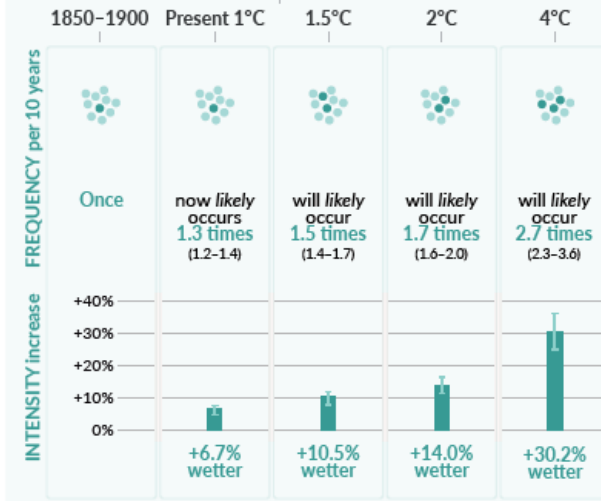 1850–1900 Present 1°C 1.5°C 2°C 4°C
FREQUENCY per 10 years
Once
now likely
occurs
1.3 times
(1.2–1.4)
will likely
occur
1.5 times
(1.4–1.7)
will likely
occur
1.7 times
(1.6–2.0)
will likely
occur
2.7 times
(2.3–3.6)
INTENSITY increase
+40%
+30%
+20%
+10%
0%
+6.7%
wetter
+10.5%
wetter
+14.0%
wetter
+30.2%
wetter